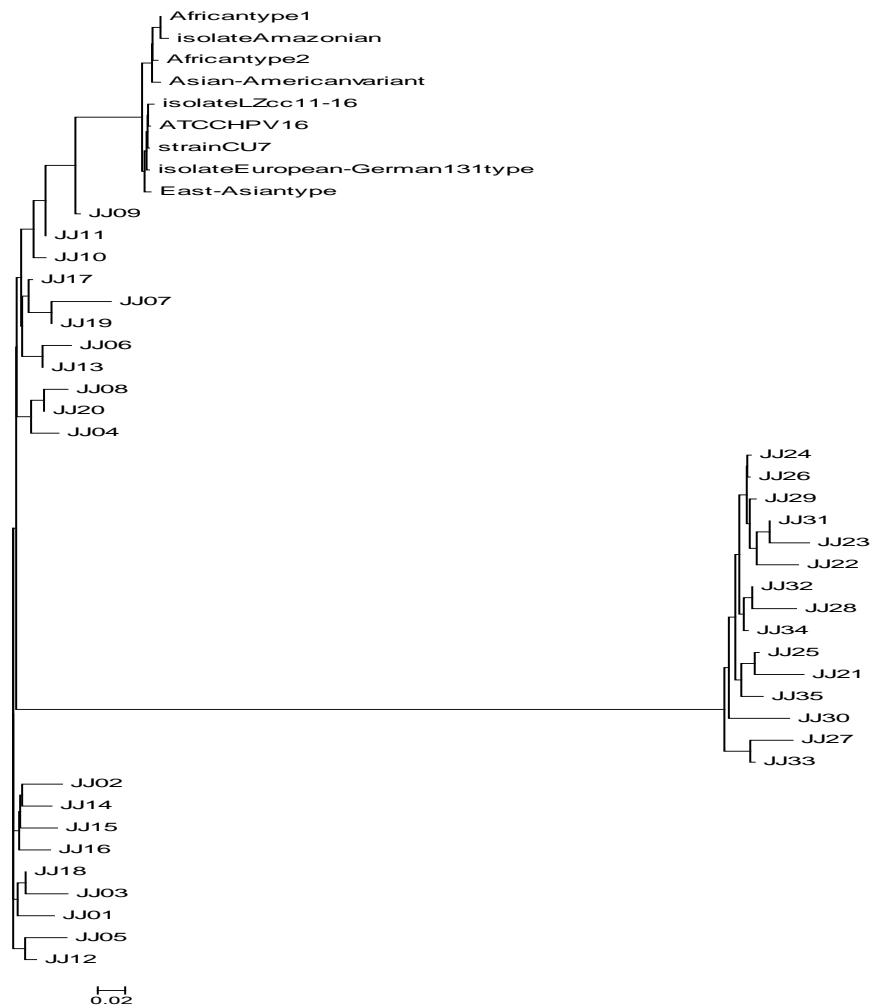 Africantype1
isolateAmazonian
Africantype2
Asian-Americanvariant
isolateLZcc11-16
ATCCHPV16
strainCU7
isolateEuropean-German131type
East-Asiantype
JJ09
JJ11
JJ10
JJ17
JJ07
JJ19
JJ06
JJ13
JJ08
JJ20
JJ04
JJ24
JJ26
JJ29
JJ31
JJ23
JJ22
JJ32
JJ28
JJ34
JJ25
JJ21
JJ35
JJ30
JJ27
JJ33
JJ02
JJ14
JJ15
JJ16
JJ18
JJ03
JJ01
JJ05
JJ12
0.02